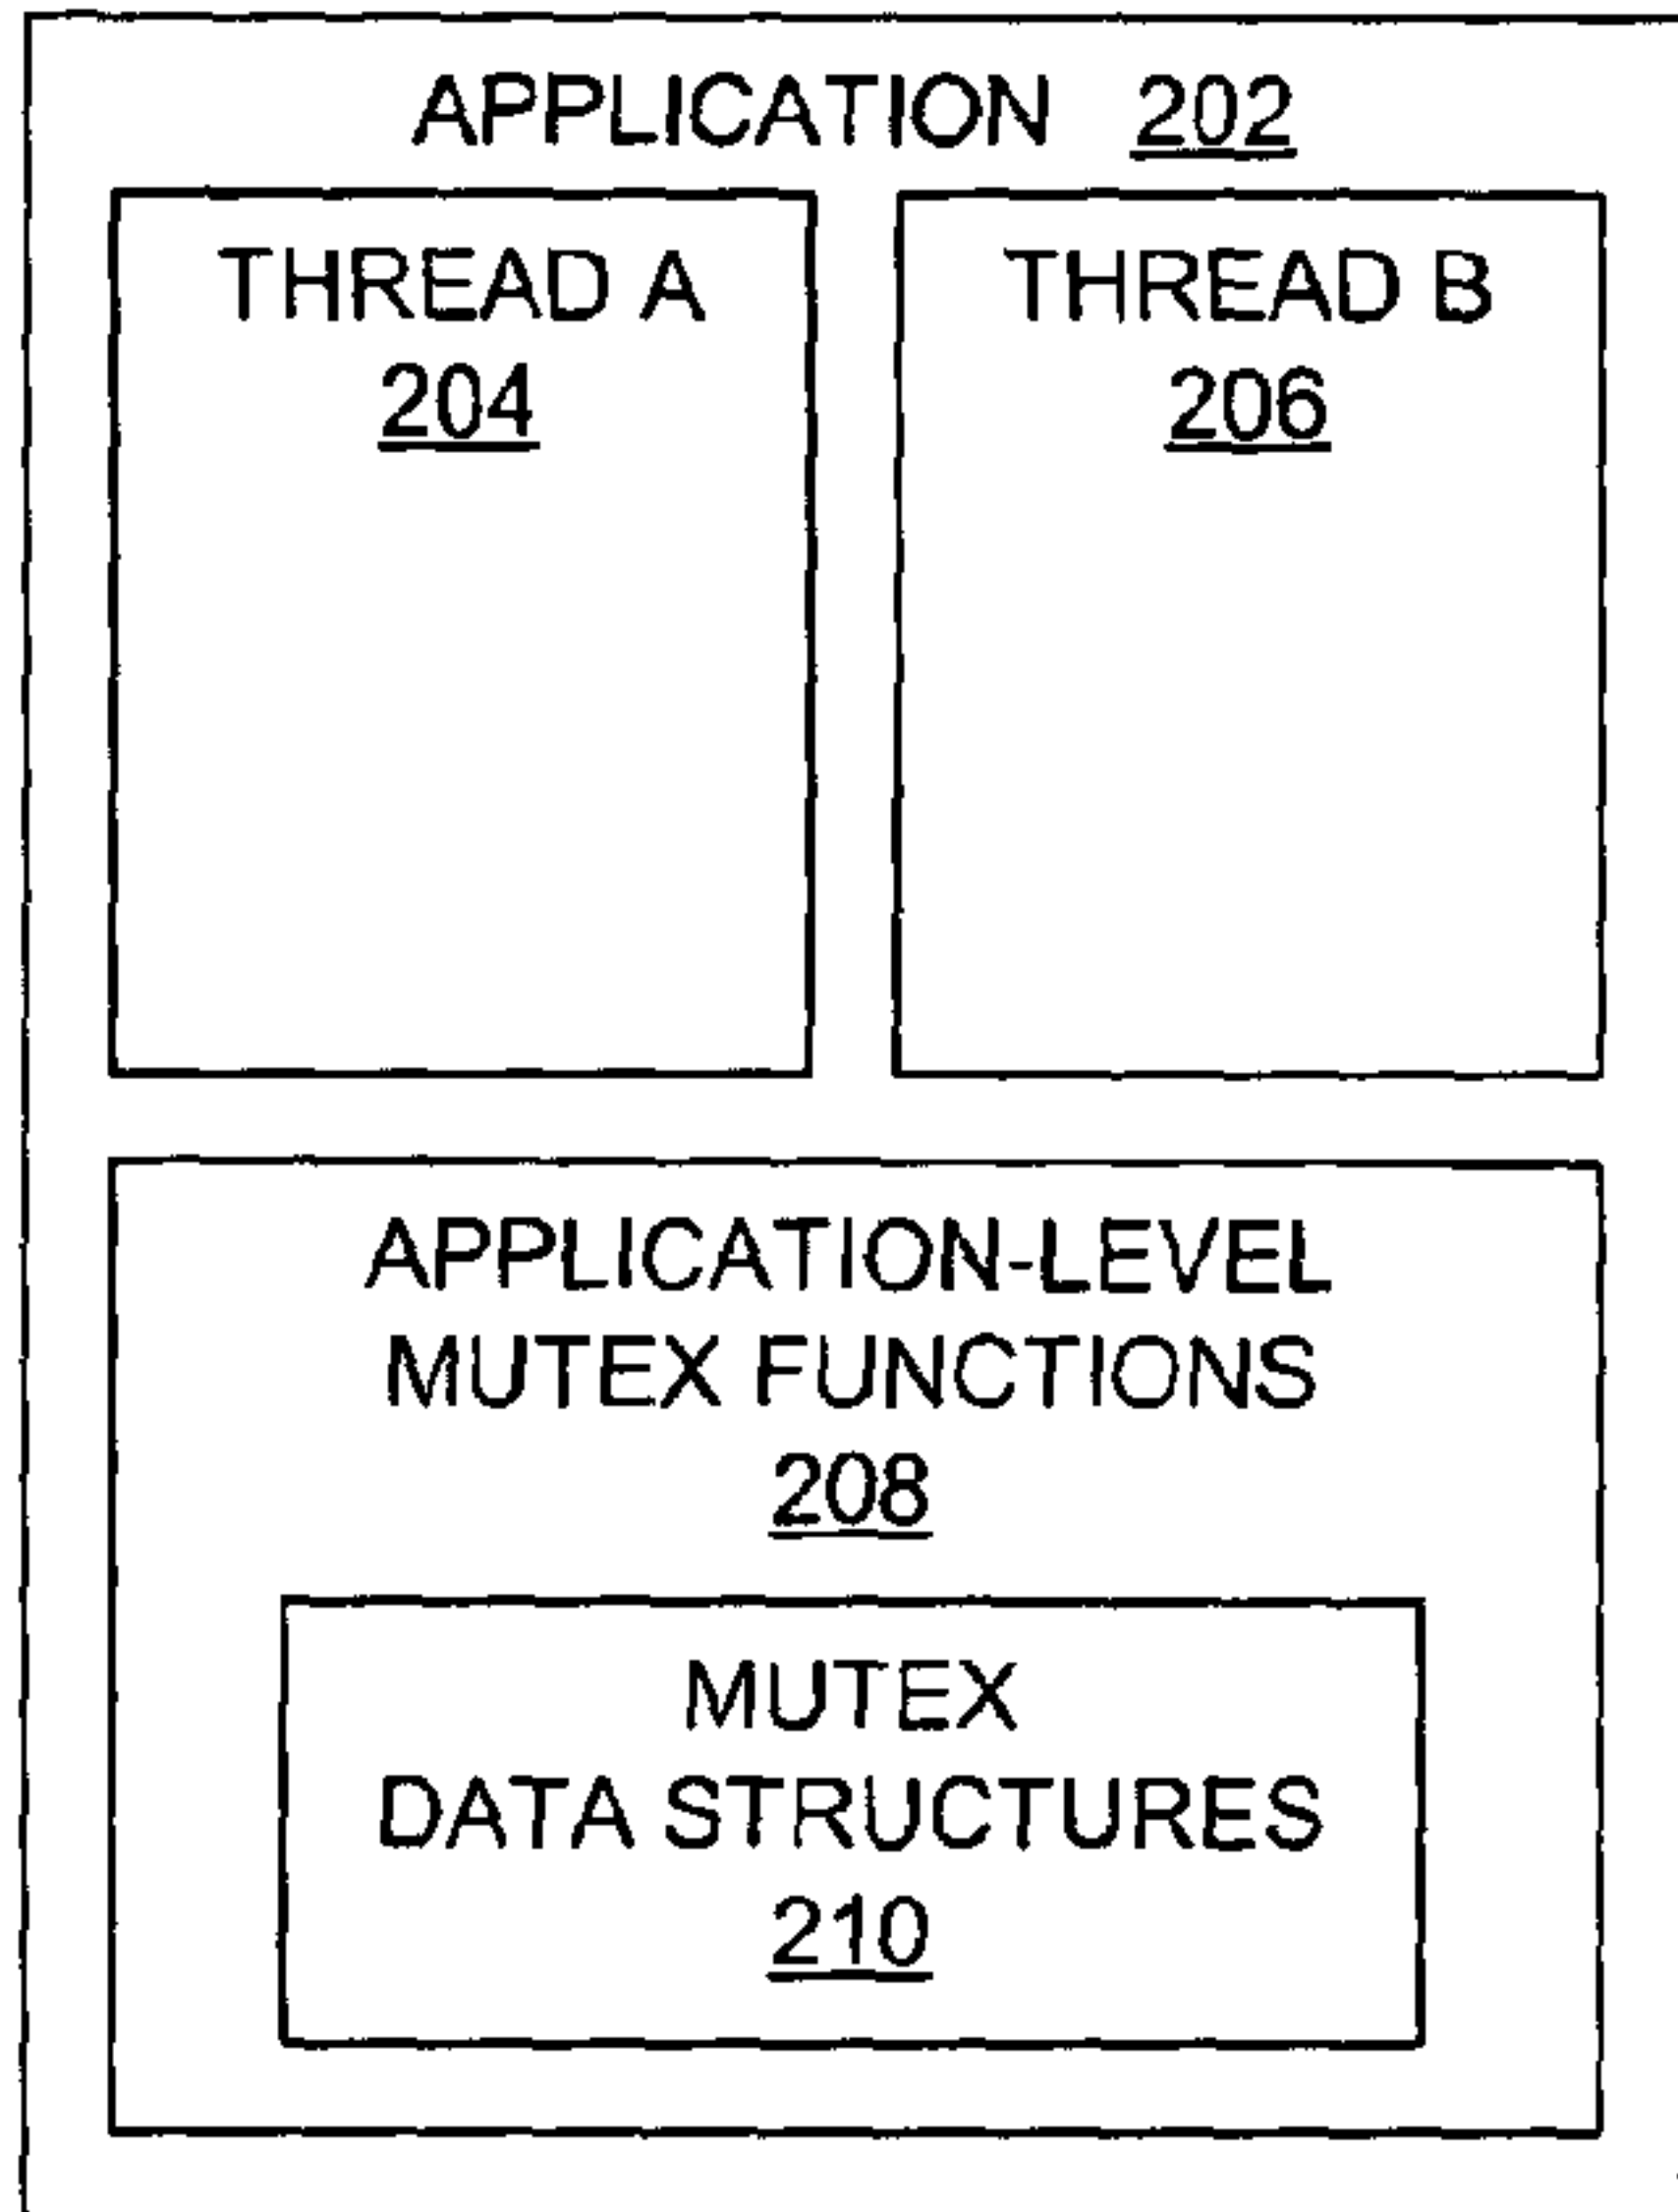 APPLICATION 202
THREAD A
204
THREAD B
206
APPLICATION-LEVEL
MUTEX FUNCTIONS
208
MUTEX
DATA STRUCTURES
210